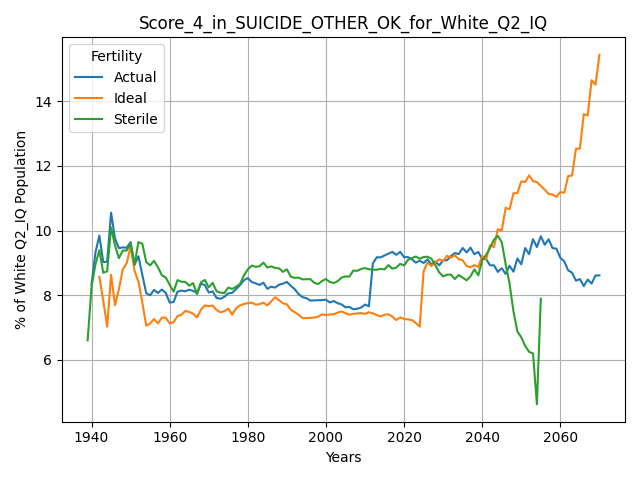 Score_4_in_SUICIDE_OTHER_OK_for_White_Q2_IQ
Fertility
Actual
Ideal
Sterile
% of White Q2_IQ Population
14
12
10
8
6
1940 1960 1980 2000 2020 2040 2060
Years